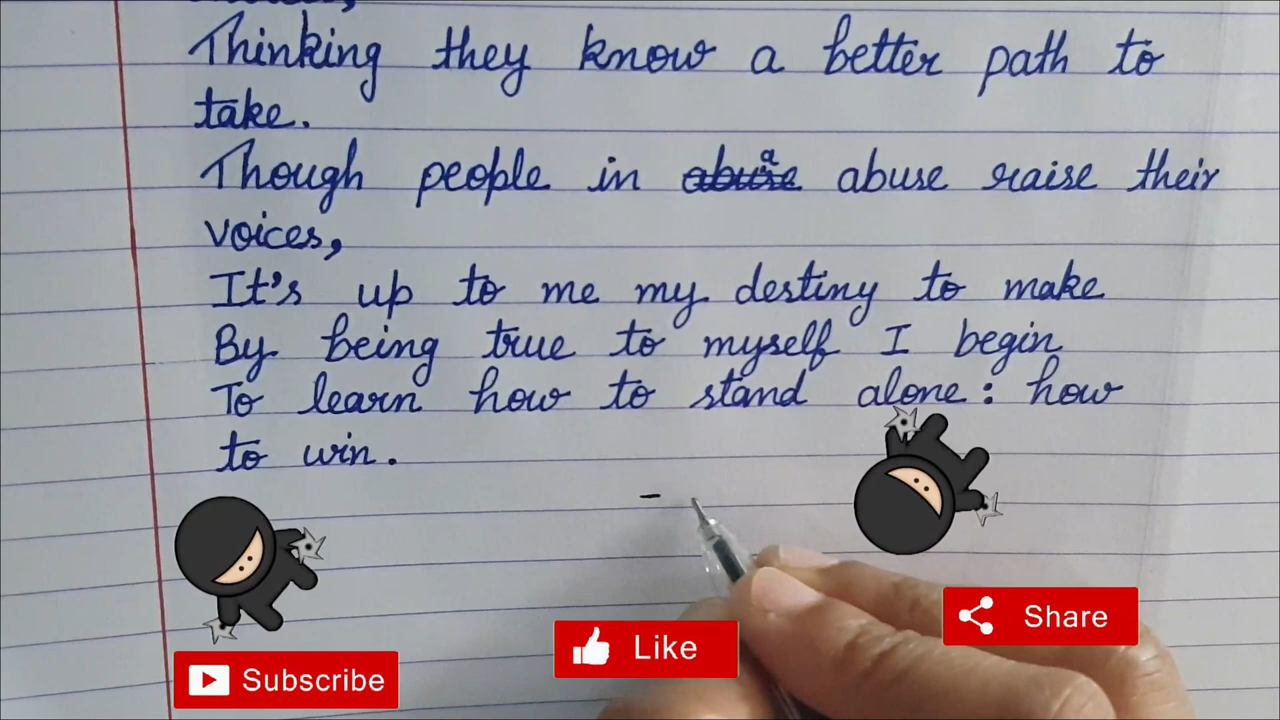 Thinking they know a better path to
take.
Though people in abuse raise their
voices,
It's up to me my destiny to make
By being true to myself I begin
To learn how to stand alone: how
to win.
-
Subscribe
Like
Share